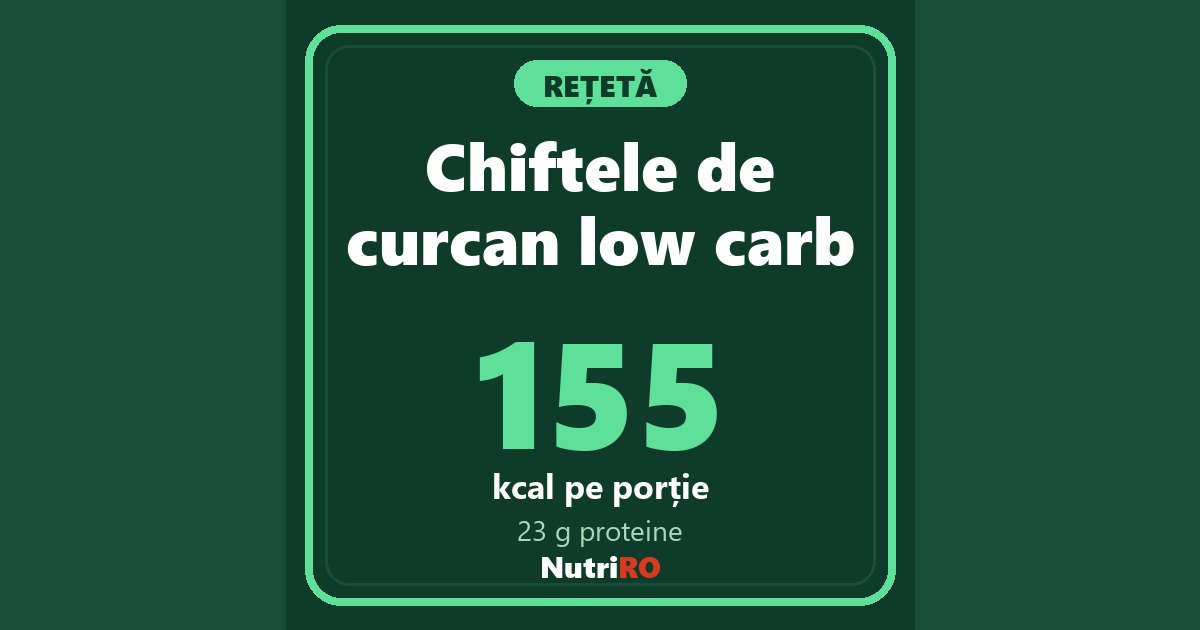 REȚETĂ
Chiftele de
curcan low carb
155
kcal pe porție
23 g proteine
NutriRO